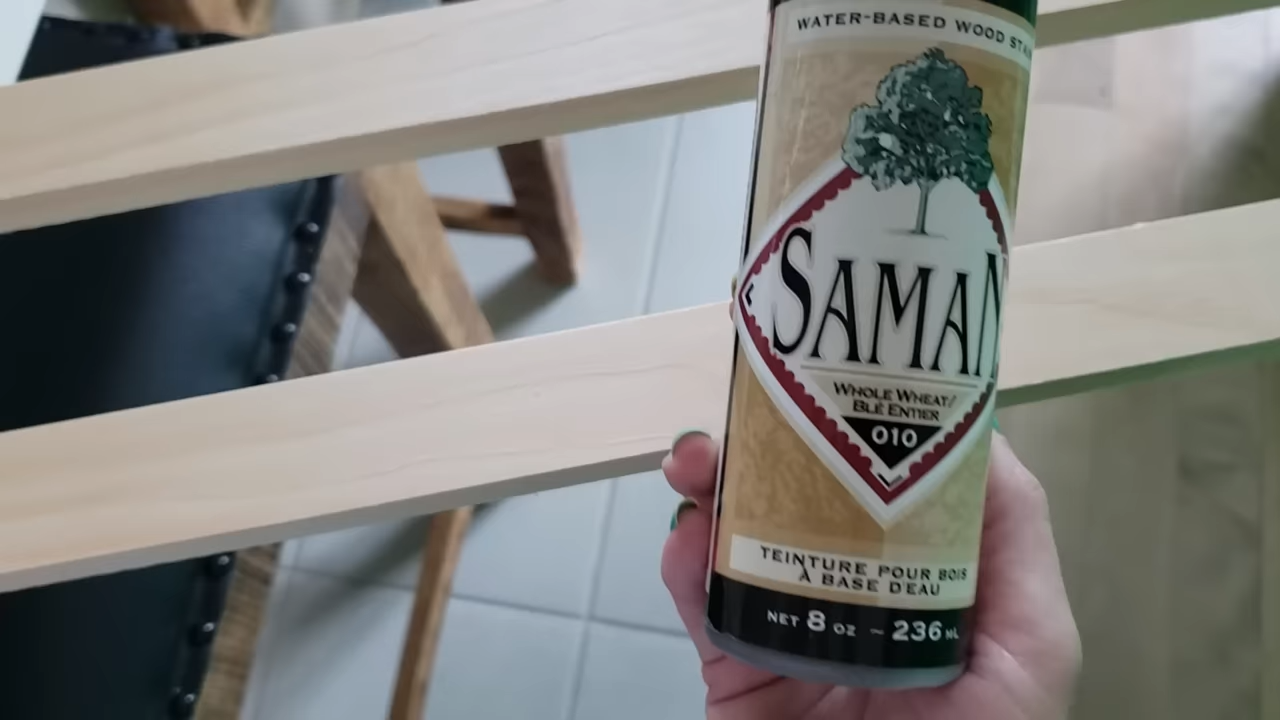 WATER-BASED WOOD STAIN
SAMAN
WHOLE WHEAT/
BLÉ ENTIER
010
TEINTURE POUR BOIS
À BASE D'EAU
NET 8 OZ ~ 236 ML